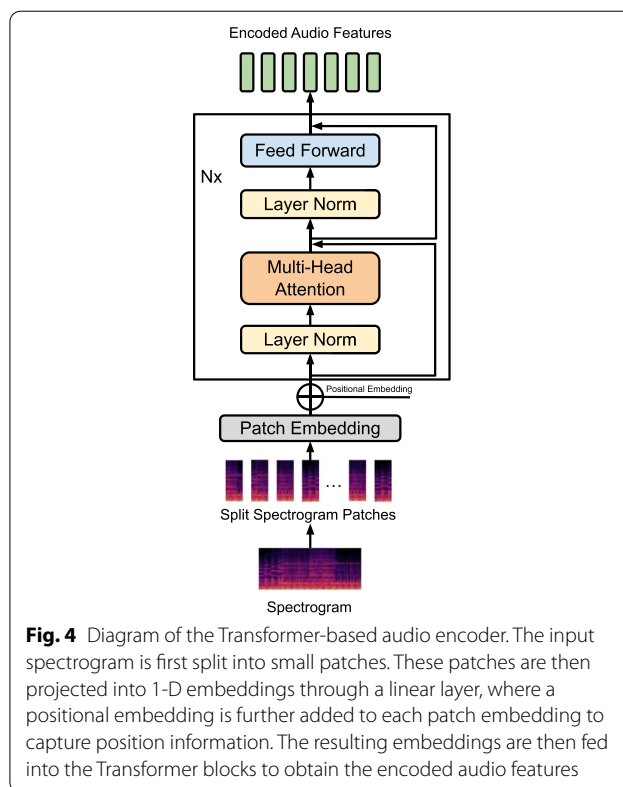 Encoded Audio Features
Feed Forward
Nx
Layer Norm
Multi-Head
Attention
Layer Norm
Positional Embedding
Patch Embedding
...
Split Spectrogram Patches
Spectrogram
Fig. 4 Diagram of the Transformer-based audio encoder. The input
spectrogram is first split into small patches. These patches are then
projected into 1-D embeddings through a linear layer, where a
positional embedding is further added to each patch embedding to
capture position information. The resulting embeddings are then fed
into the Transformer blocks to obtain the encoded audio features